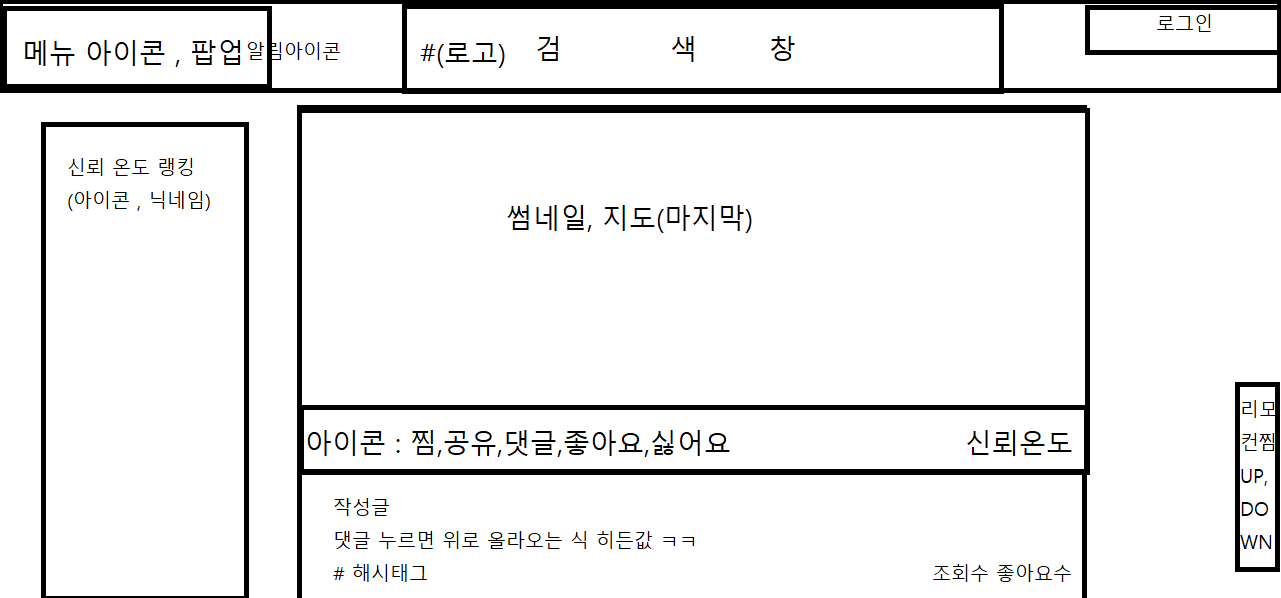 메뉴 아이콘 , 팝업 알림아이콘
#(로고) 검 색 창
로그인
신뢰 온도 랭킹
(아이콘 , 닉네임)
썸네일, 지도(마지막)
아이콘 : 찜,공유,댓글,좋아요,싫어요 신뢰온도
작성글
댓글 누르면 위로 올라오는 식 히든값 ㅋㅋ
# 해시태그 조회수 좋아요수
리모
컨찜
UP,
DO
WN